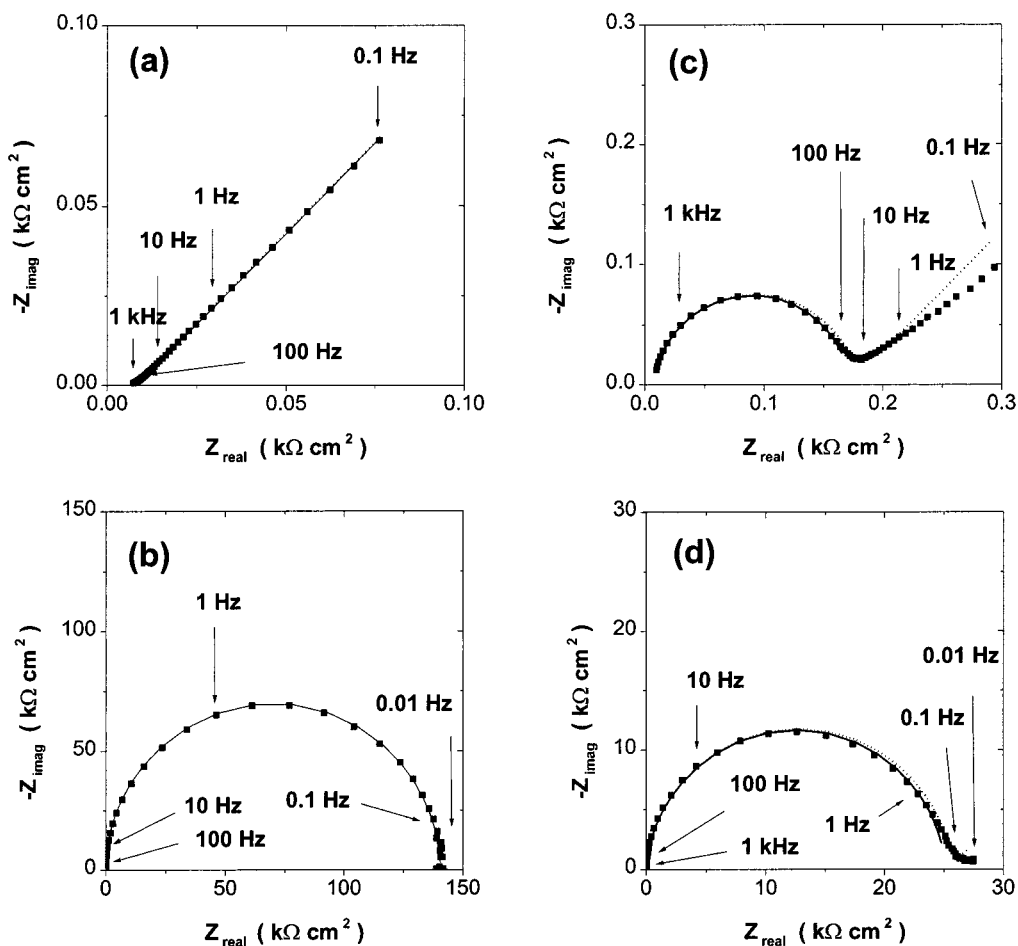 (a)
0.10
0.05
0.00
-Z imag ( kΩ cm²)
0.1 Hz
1 Hz
10 Hz
1 kHz
100 Hz
0.00 0.05 0.10
Z real ( kΩ cm²)
(c)
0.3
0.2
0.1
0.0
-Z imag ( kΩ cm²)
100 Hz
0.1 Hz
1 kHz
10 Hz
1 Hz
0.0 0.1 0.2 0.3
Z real ( kΩ cm²)
(b)
150
100
50
0
-Z imag ( kΩ cm²)
1 Hz
0.01 Hz
0.1 Hz
10 Hz
100 Hz
0 50 100 150
Z real ( kΩ cm²)
(d)
30
20
10
0
-Z imag ( kΩ cm²)
0.01 Hz
10 Hz
0.1 Hz
100 Hz
1 Hz
1 kHz
0 10 20 30
Z real ( kΩ cm²)